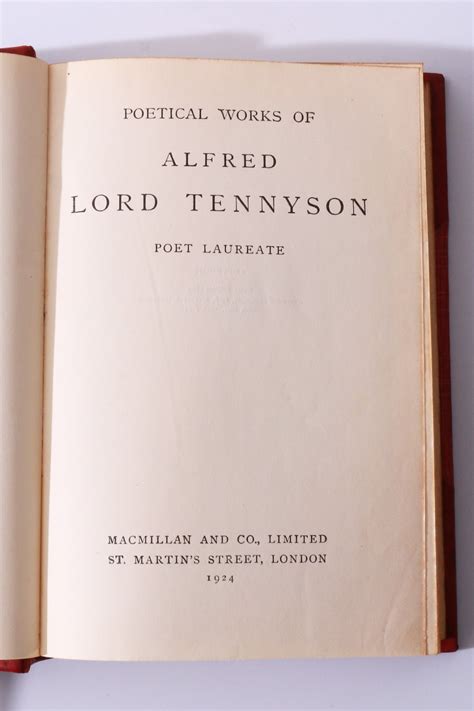 POETICAL WORKS OF
ALFRED
LORD TENNYSON
POET LAUREATE
MACMILLAN AND CO., LIMITED
ST. MARTIN'S STREET, LONDON
1924